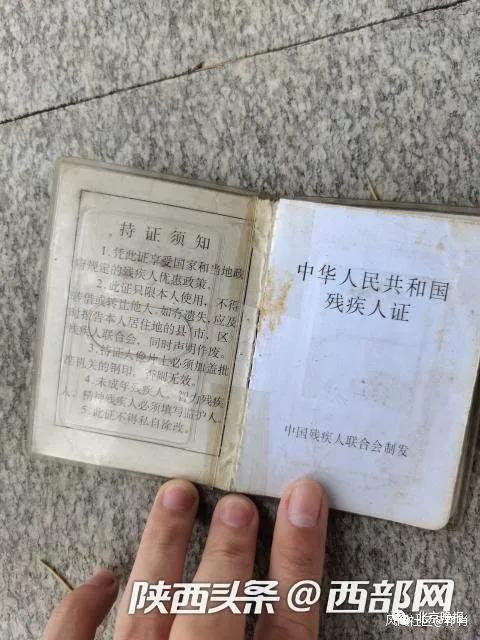 持证须知
1. 凭此证享受国家和当地政
府规定的残疾人优惠政策。
2. 此证只限本人使用，不得
转借或转让他人，如有遗失，应及
时报告本人居住地的县(市、区)
残疾人联合会，同时声明作废。
3. 持证人像片上必须加盖批
准机关的钢印，否则无效。
4. 未成年残疾人、智力残疾
人、精神残疾人必须填写监护人。
5. 此证不得私自涂改。
中华人民共和国
残疾人证
中国残疾人联合会制发
陕西头条@西部网
北京晚报